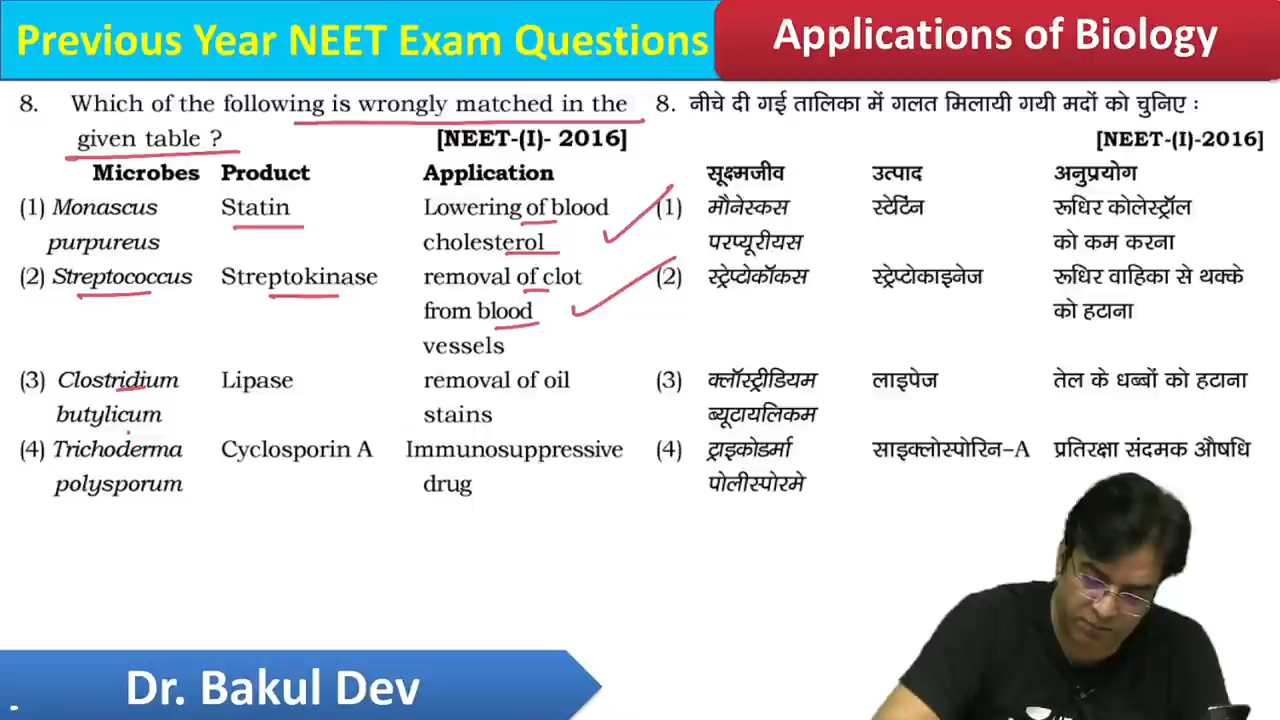 Previous Year NEET Exam Questions
Applications of Biology
8. Which of the following is wrongly matched in the
given table ? [NEET-(I)- 2016]
Microbes Product Application
(1) Monascus Statin Lowering of blood
purpureus cholesterol
(2) Streptococcus Streptokinase removal of clot
from blood
vessels
(3) Clostridium Lipase removal of oil
butylicum stains
(4) Trichoderma Cyclosporin A Immunosuppressive
polysporum drug
8. नीचे दी गई तालिका में गलत मिलायी गयी मदों को चुनिए :
[NEET-(I)-2016]
सूक्ष्मजीव उत्पाद अनुप्रयोग
(1) मौनेस्कस स्टेटिंन रूधिर कोलेस्ट्रॉल
परप्यूरीयस को कम करना
(2) स्ट्रेप्टोकॉकस स्ट्रेप्टोकाइनेज रूधिर वाहिका से थक्के
को हटाना
(3) क्लॉस्ट्रीडियम लाइपेज तेल के धब्बों को हटाना
ब्यूटायलिकम
(4) ट्राइकोडर्मा साइक्लोस्पोरिन-A प्रतिरक्षा संदमक औषधि
पोलीस्पोरमे
Dr. Bakul Dev